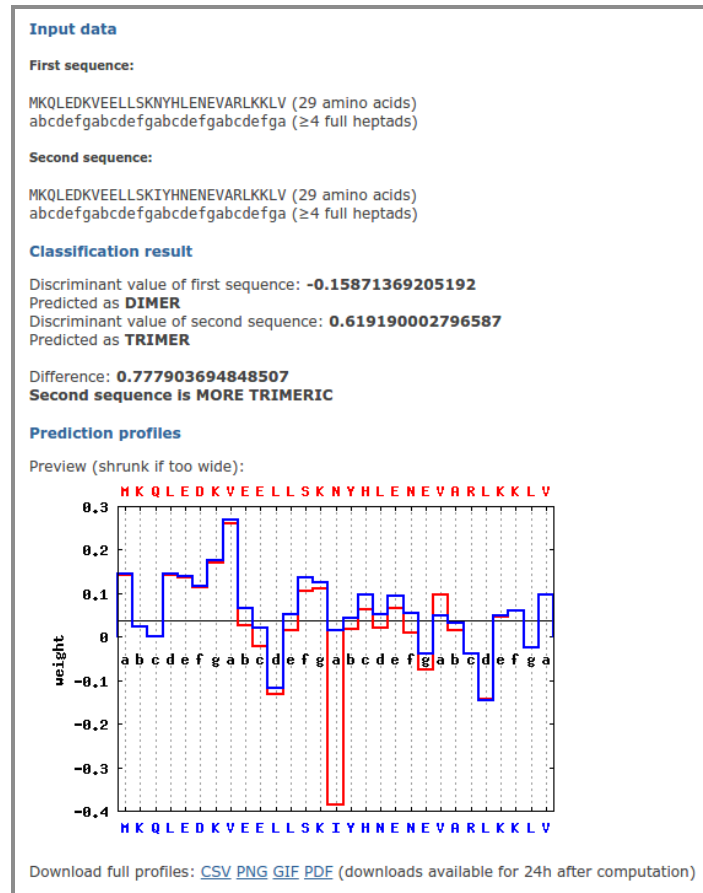 Input data
First sequence:
MKQLEDKVEELLSKNYHLENEVARLKKLV (29 amino acids)
abcdefgabcdefgabcdefgabcdefga (≥4 full heptads)
Second sequence:
MKQLEDKVEELLSKIYHNENEVARLKKLV (29 amino acids)
abcdefgabcdefgabcdefgabcdefga (≥4 full heptads)
Classification result
Discriminant value of first sequence: -0.15871369205192
Predicted as DIMER
Discriminant value of second sequence: 0.619190002796587
Predicted as TRIMER
Difference: 0.777903694848507
Second sequence is MORE TRIMERIC
Prediction profiles
Preview (shrunk if too wide):
M K Q L E D K V E E L L S K N Y H L E N E V A R L K K L V
0.3
0.2
0.1
0
a b c d e f g a b c d e f g a b c d e f g a b c d e f g a
-0.1
-0.2
-0.3
-0.4
weight
M K Q L E D K V E E L L S K I Y H N E N E V A R L K K L V
Download full profiles: CSV PNG GIF PDF (downloads available for 24h after computation)